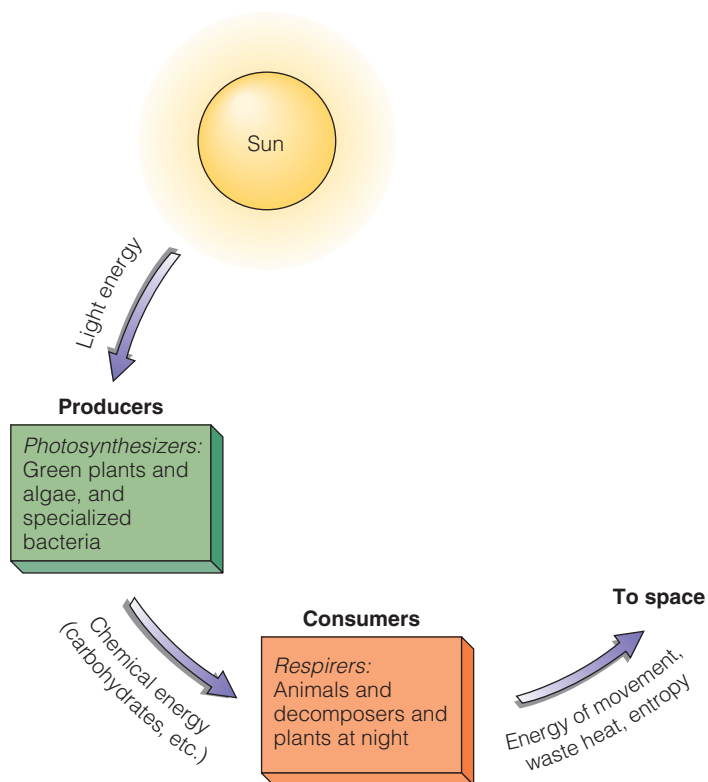 Sun
Light energy
Producers
Photosynthesizers:
Green plants and
algae, and
specialized
bacteria
Chemical energy
(carbohydrates, etc.)
Consumers
Respirers:
Animals and
decomposers and
plants at night
To space
Energy of movement,
waste heat, entropy